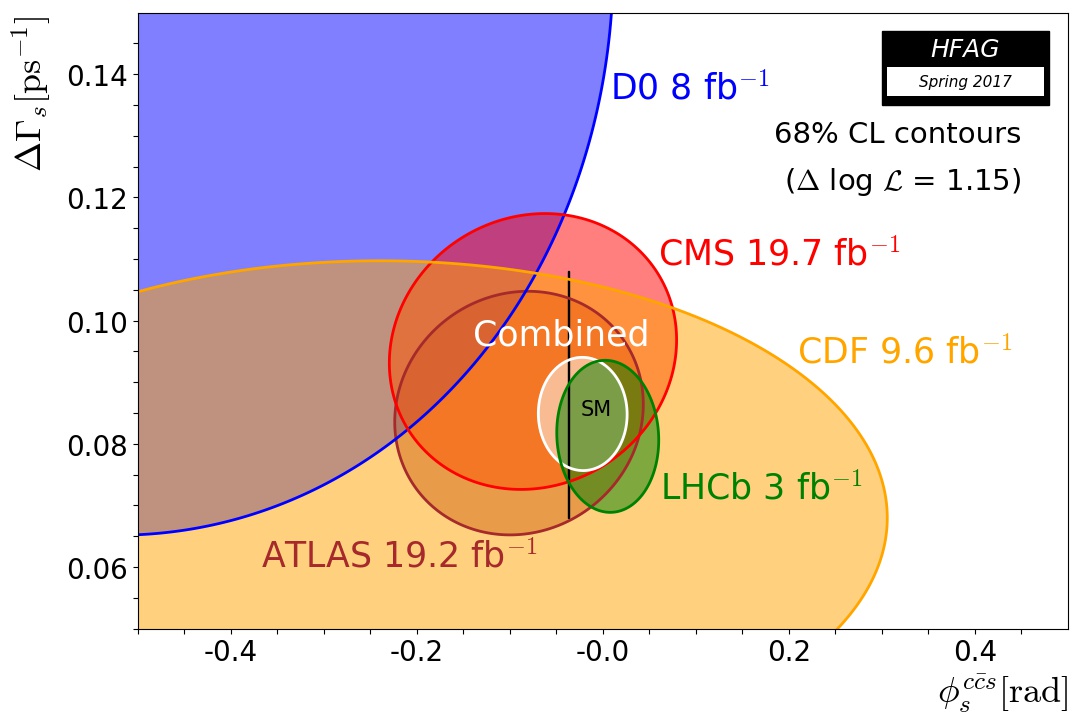 ΔΓₛ[ps⁻¹]
HFAG
Spring 2017
0.14
D0 8 fb⁻¹
68% CL contours
(Δ log ℒ = 1.15)
0.12
CMS 19.7 fb⁻¹
0.10
Combined
CDF 9.6 fb⁻¹
SM
0.08
LHCb 3 fb⁻¹
ATLAS 19.2 fb⁻¹
0.06
-0.4 -0.2 -0.0 0.2 0.4
ϕₛᶜc̄ˢ[rad]